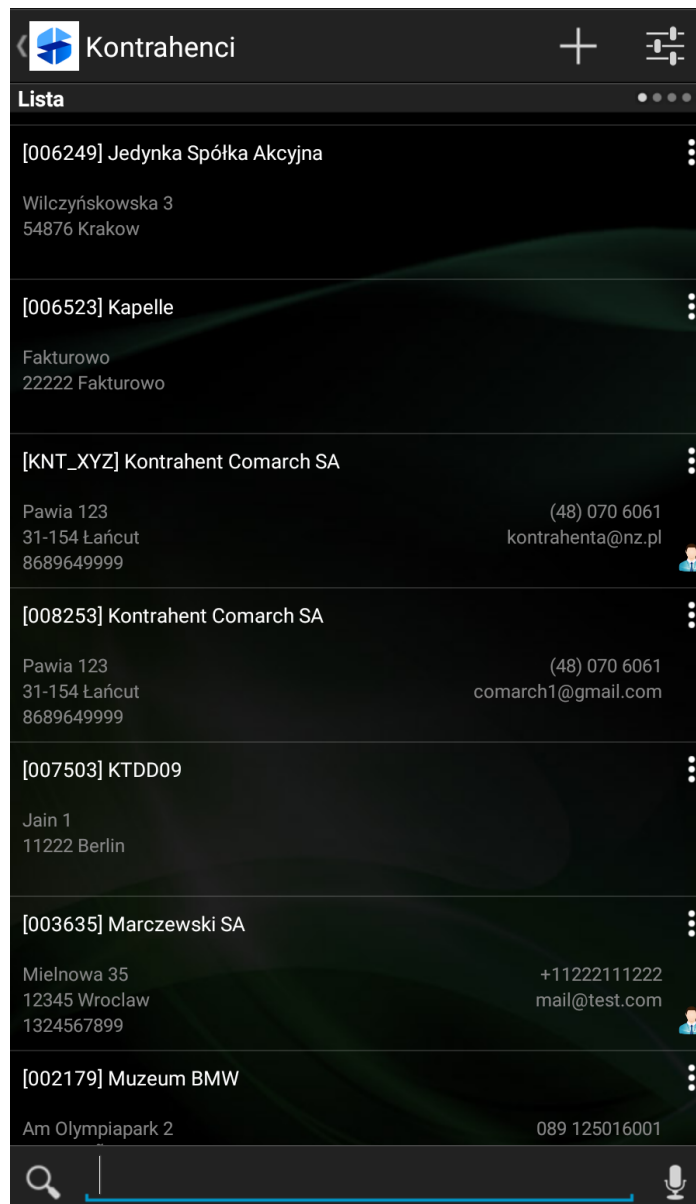 Kontrahenci
Lista
[006249] Jedynka Spółka Akcyjna
Wilczyńskowska 3
54876 Krakow
[006523] Kapelle
Fakturowo
22222 Fakturowo
[KNT_XYZ] Kontrahent Comarch SA
Pawia 123 (48) 070 6061
31-154 Łańcut kontrahenta@nz.pl
8689649999
[008253] Kontrahent Comarch SA
Pawia 123 (48) 070 6061
31-154 Łańcut comarch1@gmail.com
8689649999
[007503] KTDD09
Jain 1
11222 Berlin
[003635] Marczewski SA
Mielnowa 35 +11222111222
12345 Wroclaw mail@test.com
1324567899
[002179] Muzeum BMW
Am Olympiapark 2 089 125016001